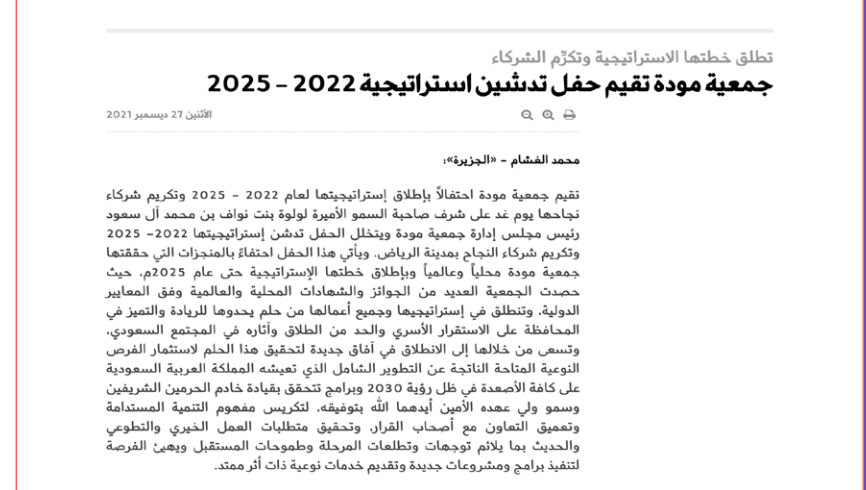 تطلق خطتها الاستراتيجية وتكرِّم الشركاء
جمعية مودة تقيم حفل تدشين استراتيجية 2022 – 2025
الأثنين 27 ديسمبر 2021
محمد الغشام – «الجزيرة»:
تقيم جمعية مودة احتفالاً بإطلاق إستراتيجيتها لعام 2022 – 2025 وتكريم شركاء
نجاحها يوم غد على شرف صاحبة السمو الأميرة لولوة بنت نواف بن محمد آل سعود
رئيس مجلس إدارة جمعية مودة ويتخلل الحفل تدشن إستراتيجيتها 2022– 2025
وتكريم شركاء النجاح بمدينة الرياض. ويأتي هذا الحفل احتفاءً بالمنجزات التي حققتها
جمعية مودة محلياً وعالمياً وبإطلاق خطتها الإستراتيجية حتى عام 2025م، حيث
حصدت الجمعية العديد من الجوائز والشهادات المحلية والعالمية وفق المعايير
الدولية، وتنطلق في إستراتيجيها وجميع أعمالها من حلم يحدوها للريادة والتميز في
المحافظة على الاستقرار الأسري والحد من الطلاق وآثاره في المجتمع السعودي،
وتسعى من خلالها إلى الانطلاق في آفاق جديدة لتحقيق هذا الحلم لاستثمار الفرص
النوعية المتاحة الناتجة عن التطوير الشامل الذي تعيشه المملكة العربية السعودية
على كافة الأصعدة في ظل رؤية 2030 وبرامج تتحقق بقيادة خادم الحرمين الشريفين
وسمو ولي عهده الأمين أيدهما الله بتوفيقه، لتكريس مفهوم التنمية المستدامة
وتعميق التعاون مع أصحاب القرار، وتحقيق متطلبات العمل الخيري والتطوعي
والحديث بما يلائم توجهات وتطلعات المرحلة وطموحات المستقبل ويهيئ الفرصة
لتنفيذ برامج ومشروعات جديدة وتقديم خدمات نوعية ذات أثر ممتد.